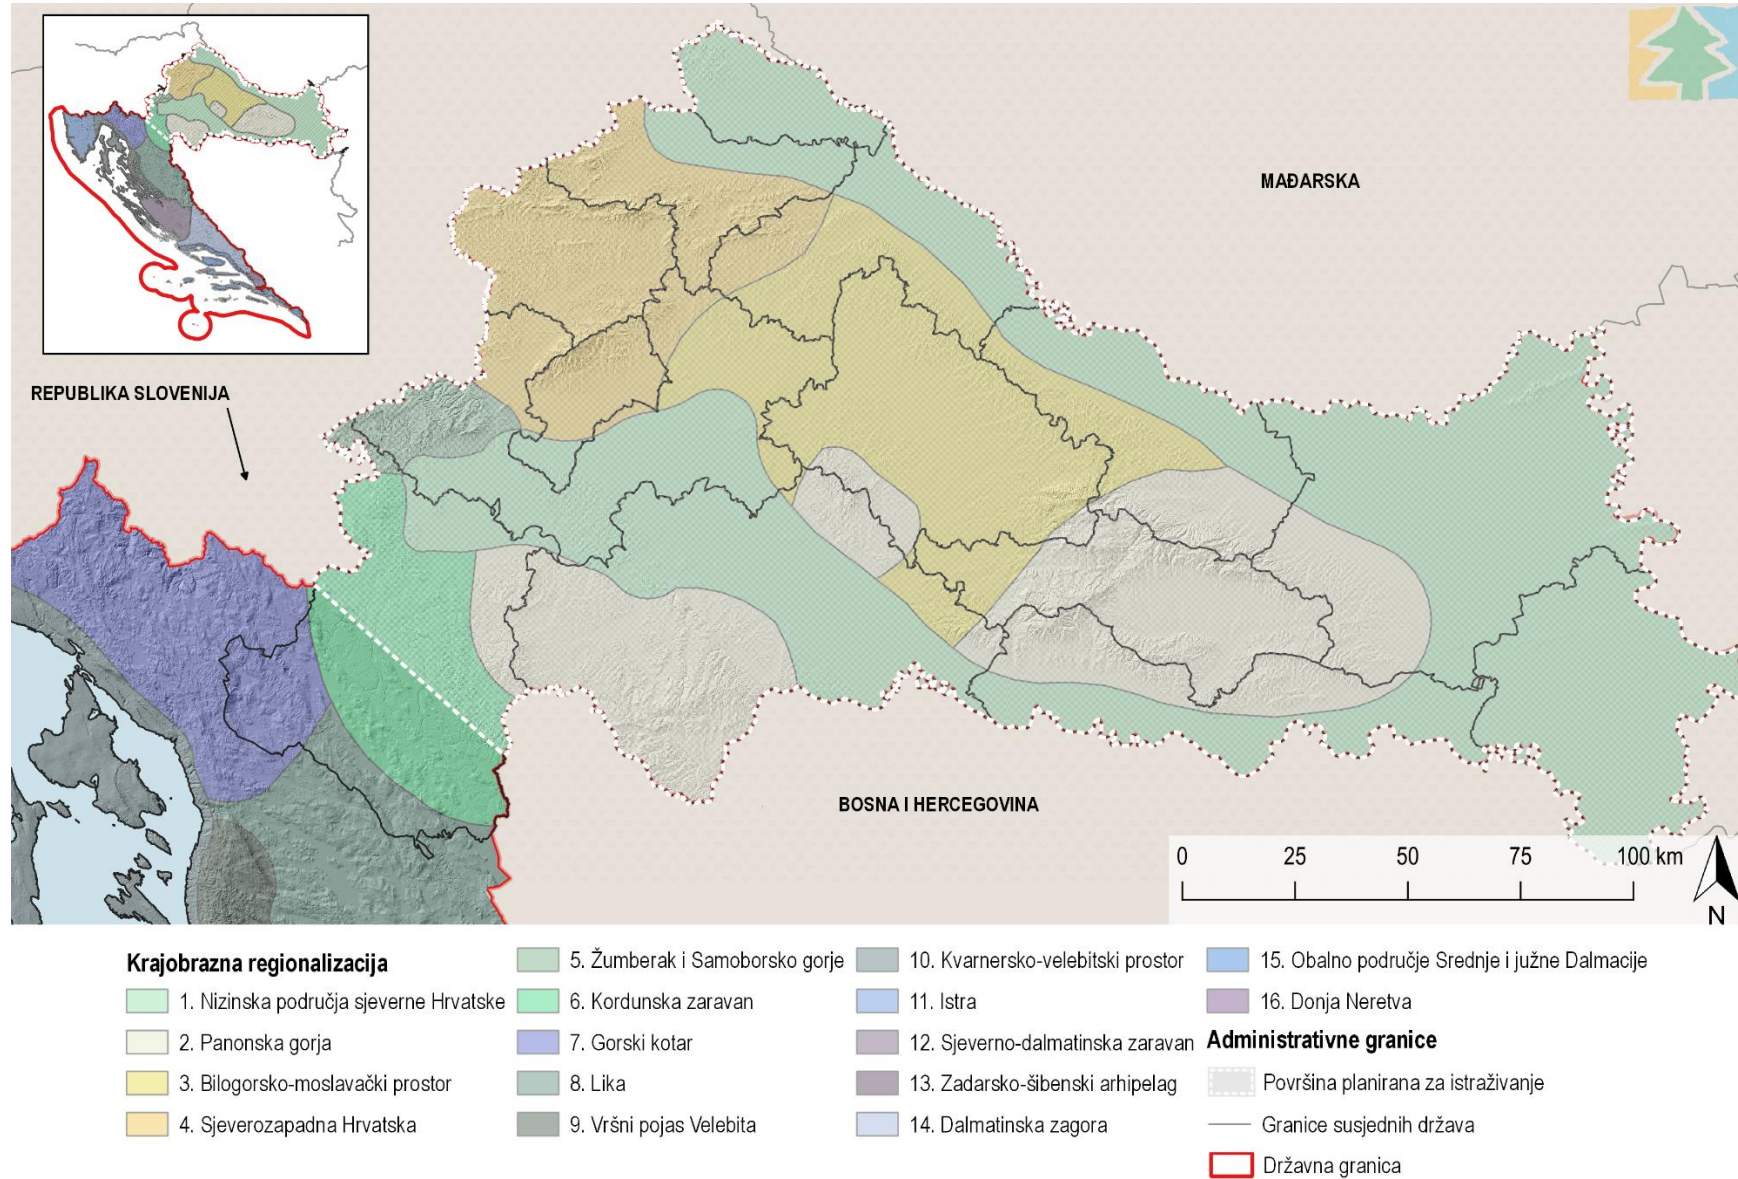 MAĐARSKA
REPUBLIKA SLOVENIJA
BOSNA I HERCEGOVINA
0 25 50 75 100 km
N
Krajobrazna regionalizacija
1. Nizinska područja sjeverne Hrvatske
2. Panonska gorja
3. Bilogorsko-moslavački prostor
4. Sjeverozapadna Hrvatska
5. Žumberak i Samoborsko gorje
6. Kordunska zaravan
7. Gorski kotar
8. Lika
9. Vršni pojas Velebita
10. Kvarnersko-velebitski prostor
11. Istra
12. Sjeverno-dalmatinska zaravan
13. Zadarsko-šibenski arhipelag
14. Dalmatinska zagora
15. Obalno područje Srednje i južne Dalmacije
16. Donja Neretva
Administrativne granice
Površina planirana za istraživanje
Granice susjednih država
Državna granica